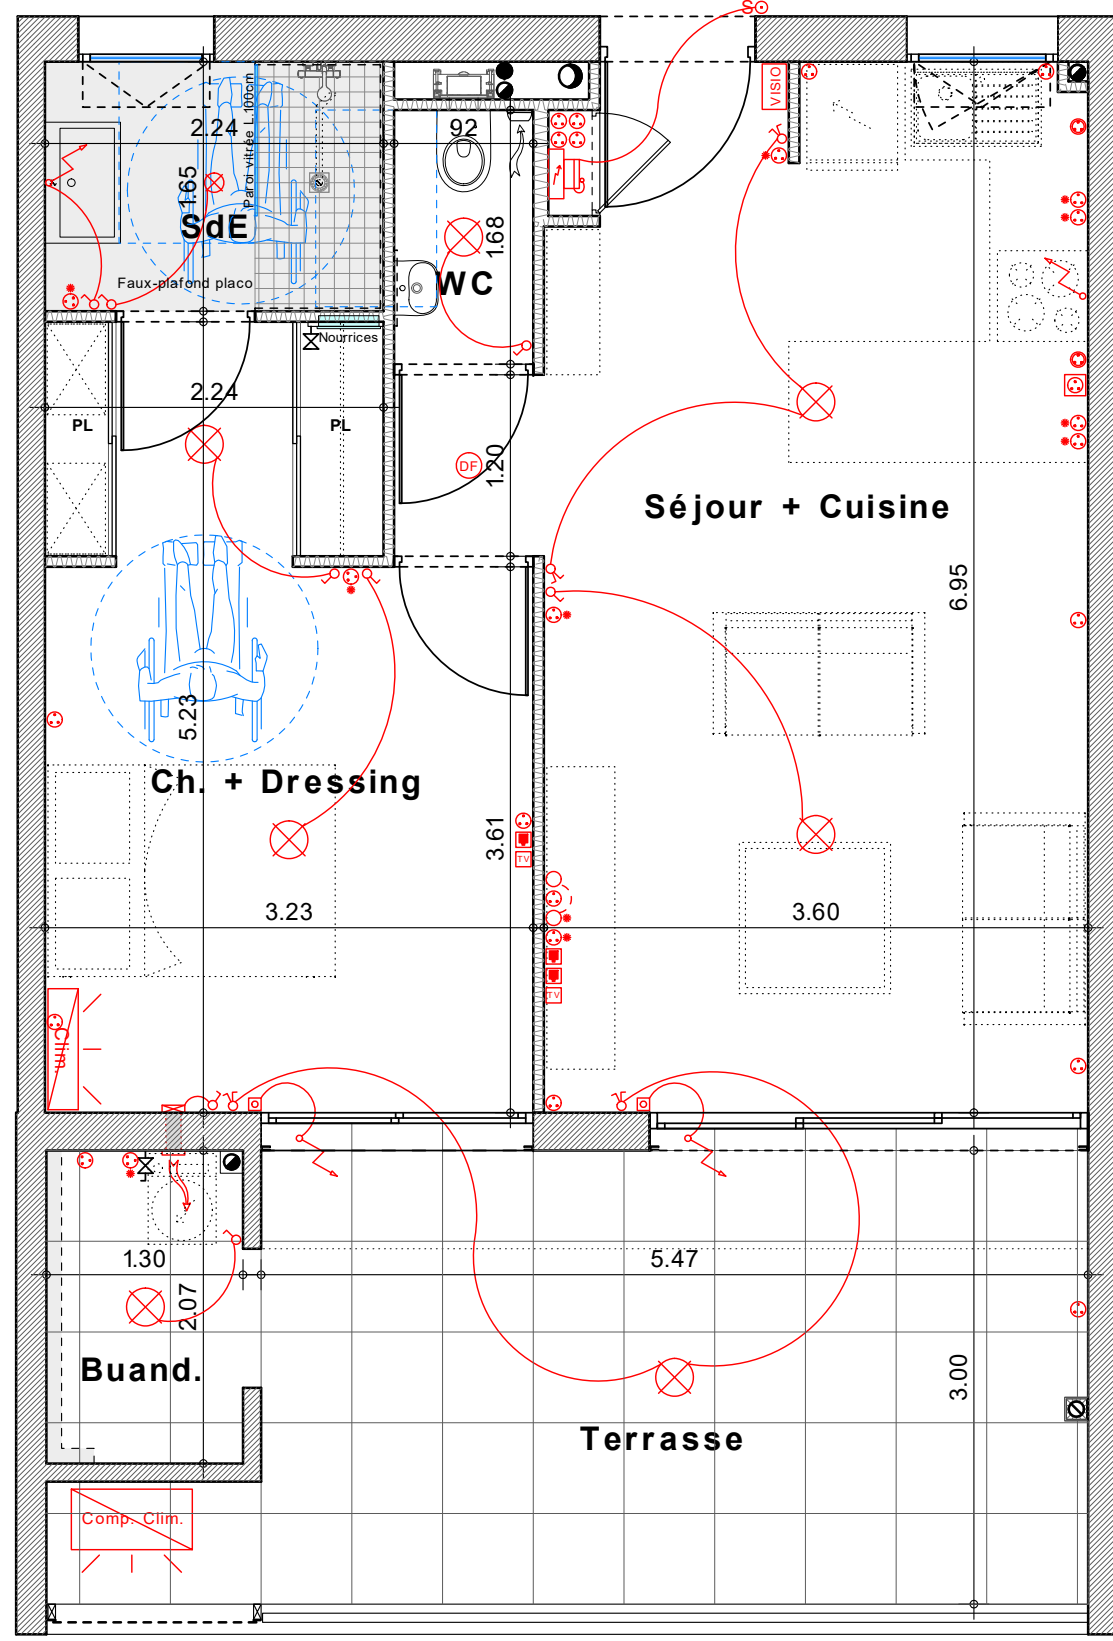 S
VISIO
2.24
Paroi vitrée L.100cm
92
1.65
SdE
1.68
WC
Faux-plafond placo
Nourrices
2.24
PL
PL
DF
1.20
Séjour + Cuisine
6.95
5.23
Ch. + Dressing
3.61
TV
3.23
3.60
TV
Clim.
1.30
5.47
2.07
Buand.
3.00
Terrasse
Comp. Clim.